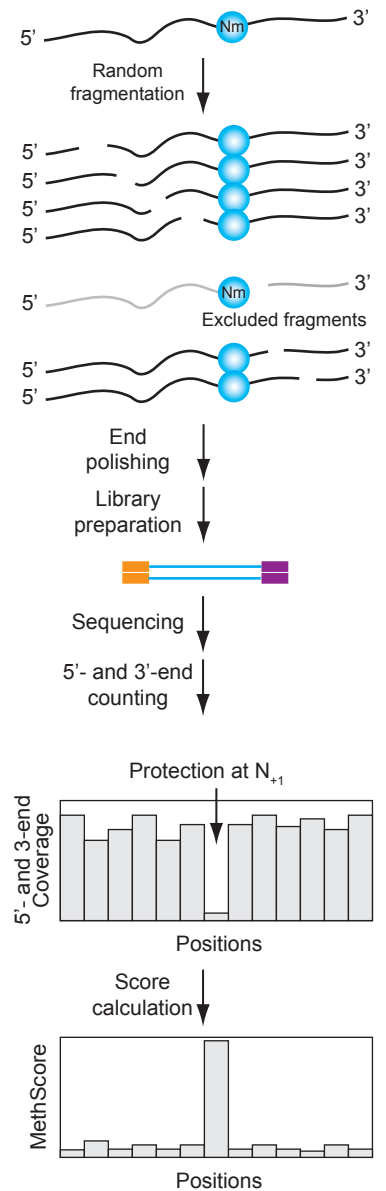 5’ Nm 3’
Random
fragmentation
5’ 3’
5’ 3’
5’ 3’
5’ 3’
5’ Nm 3’
Excluded fragments
5’ 3’
5’ 3’
End
polishing
Library
preparation
Sequencing
5’- and 3’-end
counting
Protection at N+1
5’- and 3-end
Coverage
Positions
Score
calculation
MethScore
Positions